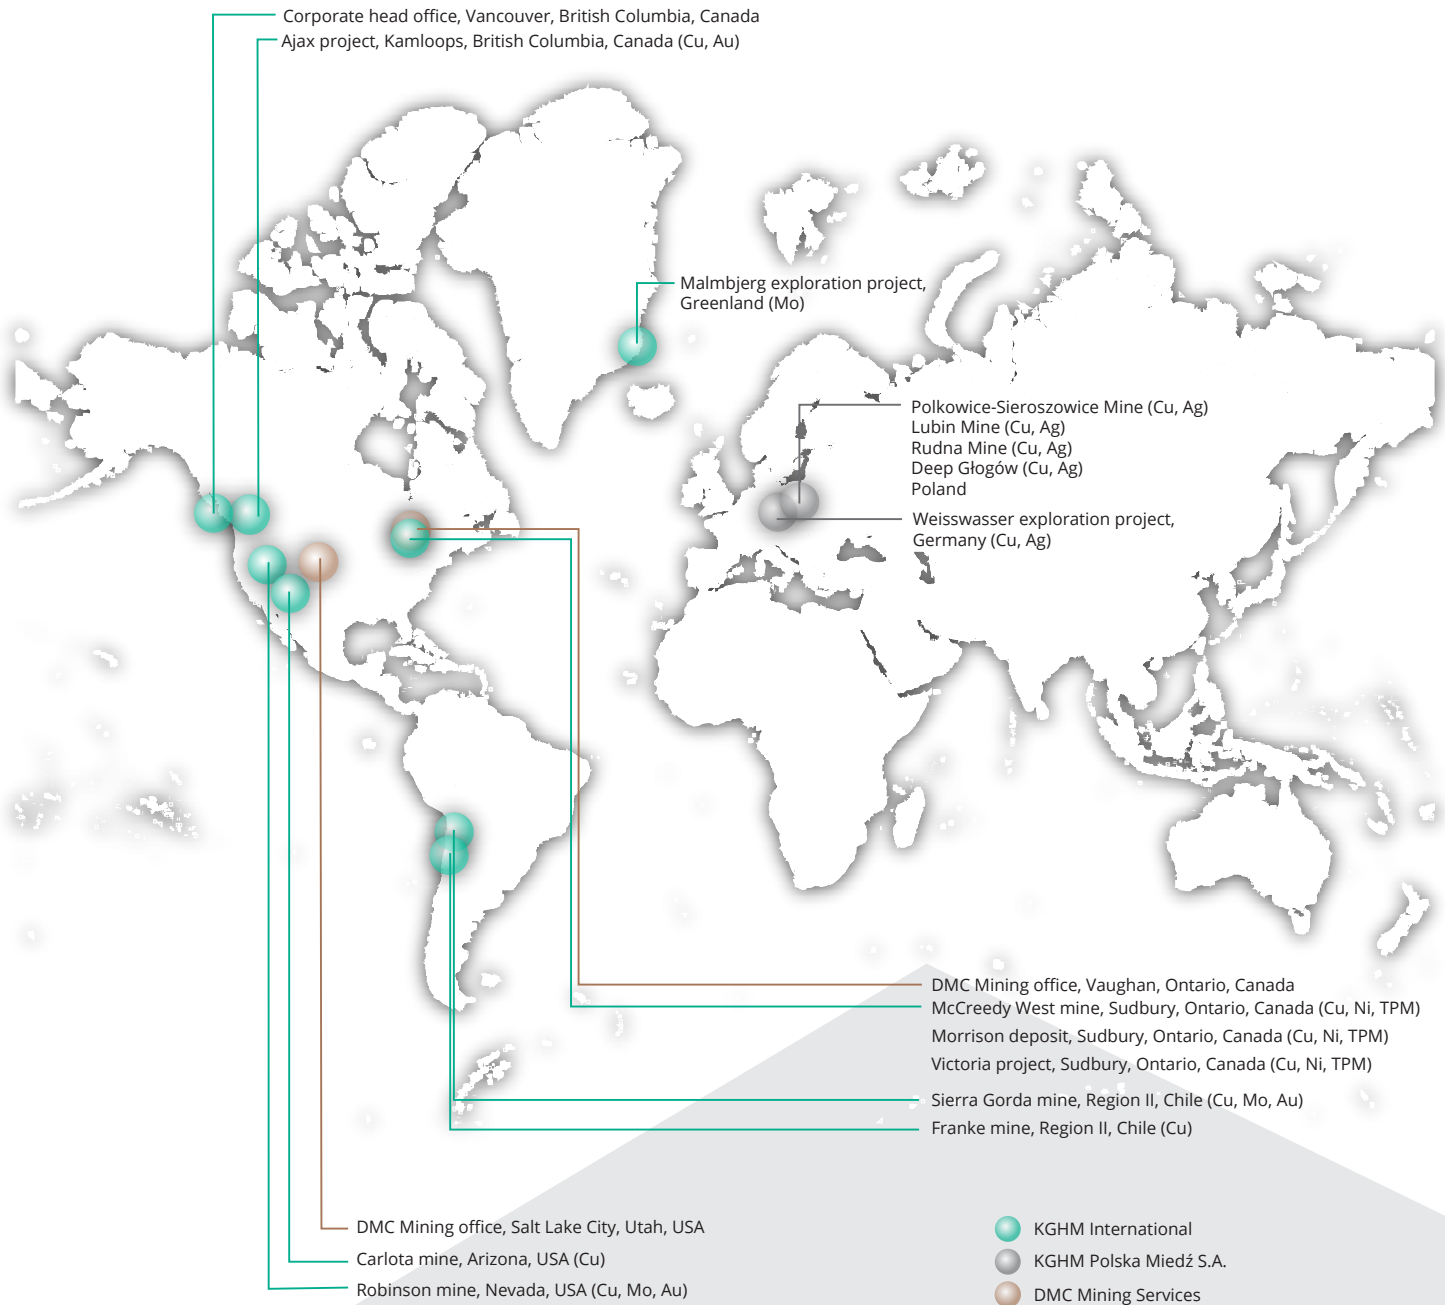 Corporate head office, Vancouver, British Columbia, Canada
Ajax project, Kamloops, British Columbia, Canada (Cu, Au)
Malmbjerg exploration project,
Greenland (Mo)
Polkowice-Sieroszowice Mine (Cu, Ag)
Lubin Mine (Cu, Ag)
Rudna Mine (Cu, Ag)
Deep Głogów (Cu, Ag)
Poland
Weisswasser exploration project,
Germany (Cu, Ag)
DMC Mining office, Vaughan, Ontario, Canada
McCreedy West mine, Sudbury, Ontario, Canada (Cu, Ni, TPM)
Morrison deposit, Sudbury, Ontario, Canada (Cu, Ni, TPM)
Victoria project, Sudbury, Ontario, Canada (Cu, Ni, TPM)
Sierra Gorda mine, Region II, Chile (Cu, Mo, Au)
Franke mine, Region II, Chile (Cu)
DMC Mining office, Salt Lake City, Utah, USA
Carlota mine, Arizona, USA (Cu)
Robinson mine, Nevada, USA (Cu, Mo, Au)
KGHM International
KGHM Polska Miedź S.A.
DMC Mining Services